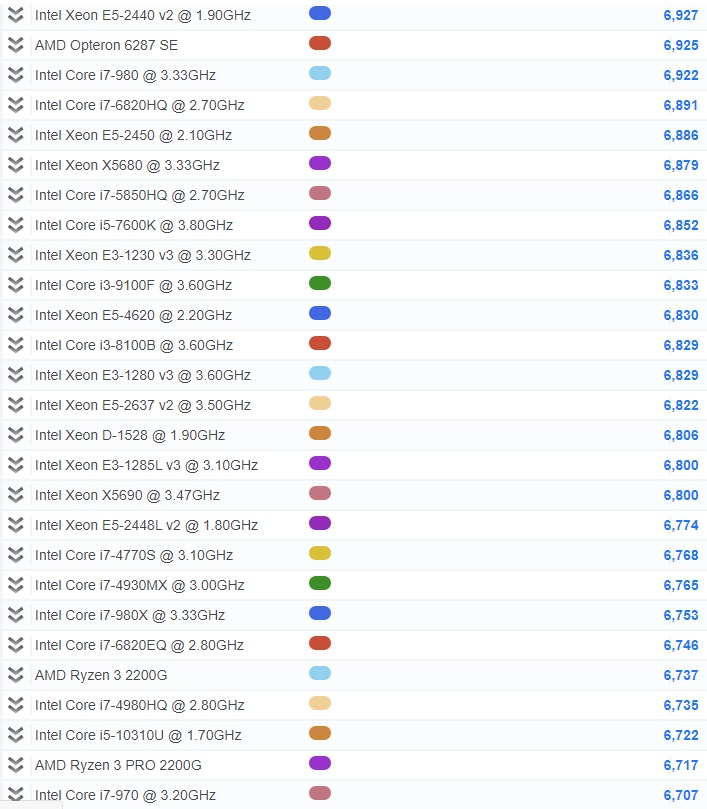 Intel Xeon E5-2440 v2 @ 1.90GHz 6,927
AMD Opteron 6287 SE 6,925
Intel Core i7-980 @ 3.33GHz 6,922
Intel Core i7-6820HQ @ 2.70GHz 6,891
Intel Xeon E5-2450 @ 2.10GHz 6,886
Intel Xeon X5680 @ 3.33GHz 6,879
Intel Core i7-5850HQ @ 2.70GHz 6,866
Intel Core i5-7600K @ 3.80GHz 6,852
Intel Xeon E3-1230 v3 @ 3.30GHz 6,836
Intel Core i3-9100F @ 3.60GHz 6,833
Intel Xeon E5-4620 @ 2.20GHz 6,830
Intel Core i3-8100B @ 3.60GHz 6,829
Intel Xeon E3-1280 v3 @ 3.60GHz 6,829
Intel Xeon E5-2637 v2 @ 3.50GHz 6,822
Intel Xeon D-1528 @ 1.90GHz 6,806
Intel Xeon E3-1285L v3 @ 3.10GHz 6,800
Intel Xeon X5690 @ 3.47GHz 6,800
Intel Xeon E5-2448L v2 @ 1.80GHz 6,774
Intel Core i7-4770S @ 3.10GHz 6,768
Intel Core i7-4930MX @ 3.00GHz 6,765
Intel Core i7-980X @ 3.33GHz 6,753
Intel Core i7-6820EQ @ 2.80GHz 6,746
AMD Ryzen 3 2200G 6,737
Intel Core i7-4980HQ @ 2.80GHz 6,735
Intel Core i5-10310U @ 1.70GHz 6,722
AMD Ryzen 3 PRO 2200G 6,717
Intel Core i7-970 @ 3.20GHz 6,707